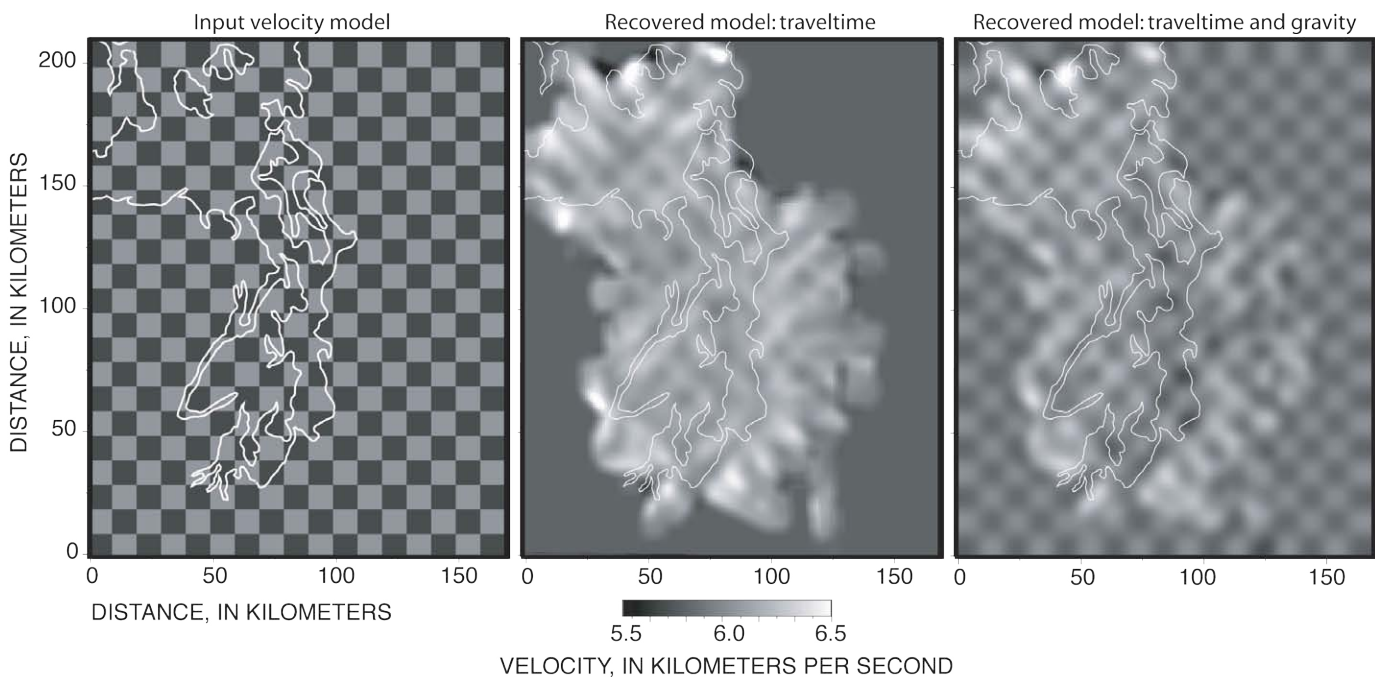 Input velocity model
Recovered model: traveltime
Recovered model: traveltime and gravity
200
150
100
50
0
DISTANCE, IN KILOMETERS
0 50 100 150
0 50 100 150
0 50 100 150
DISTANCE, IN KILOMETERS
5.5 6.0 6.5
VELOCITY, IN KILOMETERS PER SECOND